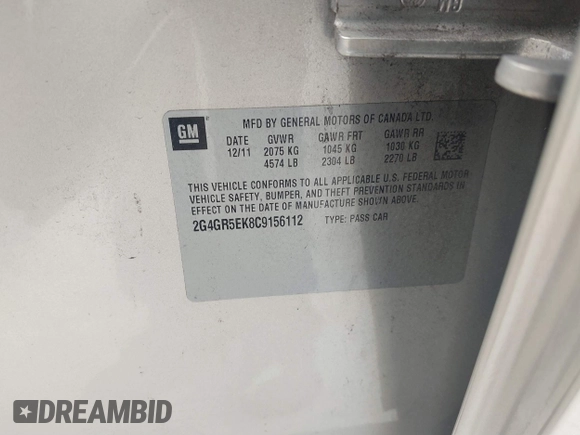 GM
MFD BY GENERAL MOTORS OF CANADA LTD.
DATE GVWR GAWR FRT GAWR RR
12/11 2075 KG 1045 KG 1030 KG
4574 LB 2304 LB 2270 LB
THIS VEHICLE CONFORMS TO ALL APPLICABLE U.S. FEDERAL MOTOR
VEHICLE SAFETY, BUMPER, AND THEFT PREVENTION STANDARDS IN
EFFECT ON THE DATE OF MANUFACTURE SHOWN ABOVE.
2G4GR5EK8C9156112 TYPE: PASS CAR
DREAMBID